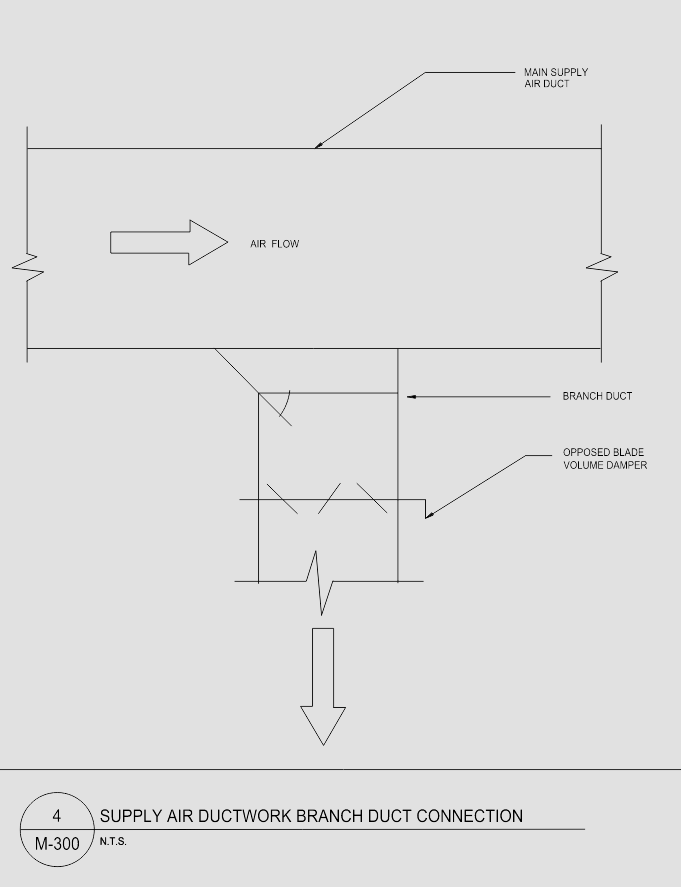 MAIN SUPPLY
AIR DUCT
AIR FLOW
BRANCH DUCT
OPPOSED BLADE
VOLUME DAMPER
4
SUPPLY AIR DUCTWORK BRANCH DUCT CONNECTION
M-300
N.T.S.